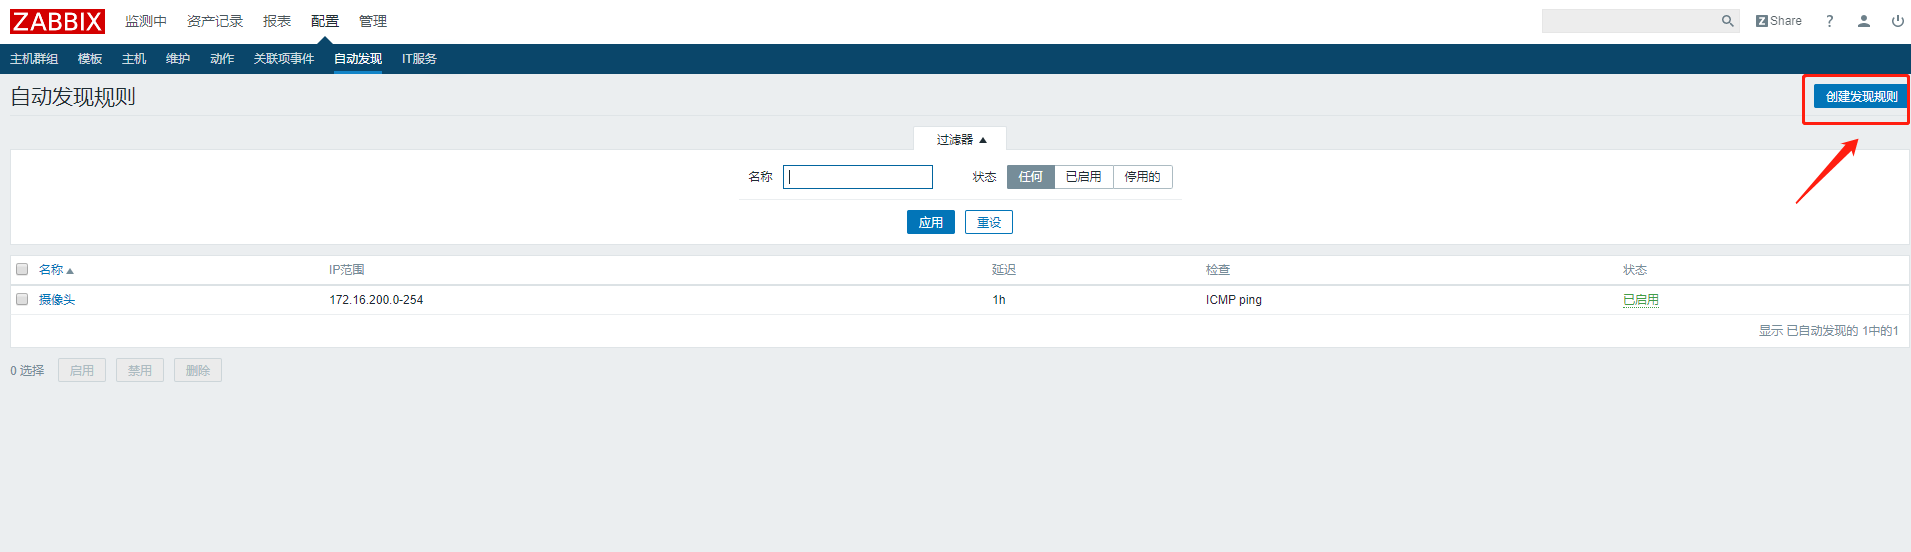 ZABBIX 监测中 资产记录 报表 配置 管理 Z Share ?
主机群组 模板 主机 维护 动作 关联项事件 自动发现 IT服务
自动发现规则 创建发现规则
过滤器
名称 状态 任何 已启用 停用的
应用 重设
名称 IP范围 延迟 检查 状态
摄像头 172.16.200.0-254 1h ICMP ping 已启用
显示 已自动发现的 1中的1
0 选择 启用 禁用 删除